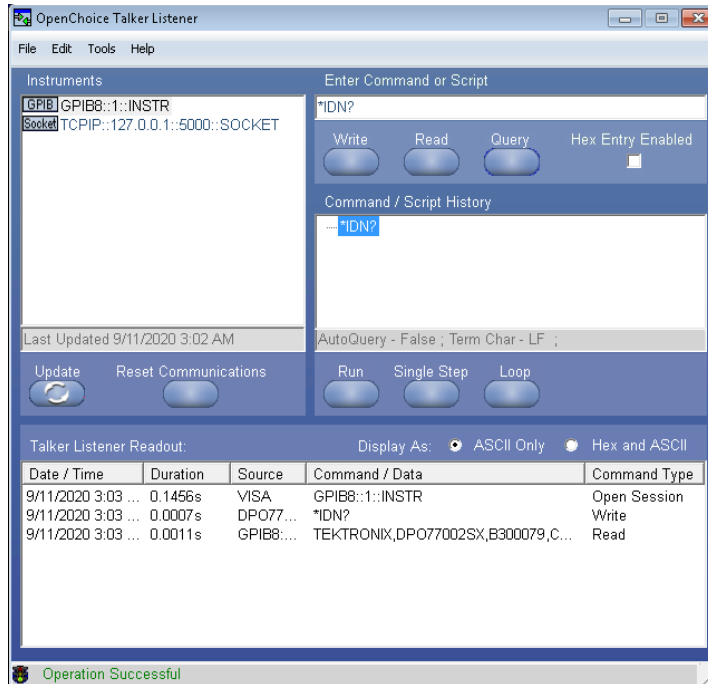 OpenChoice Talker Listener
File Edit Tools Help
Instruments
GPIB GPIB8::1::INSTR
Socket TCPIP::127.0.0.1::5000::SOCKET
Last Updated 9/11/2020 3:02 AM
Update Reset Communications
Enter Command or Script
*IDN?
Write Read Query Hex Entry Enabled
Command / Script History
*IDN?
AutoQuery - False ; Term Char - LF ;
Run Single Step Loop
Talker Listener Readout: Display As: ASCII Only Hex and ASCII
Date / Time Duration Source Command / Data Command Type
9/11/2020 3:03 ... 0.1456s VISA GPIB8::1::INSTR Open Session
9/11/2020 3:03 ... 0.0007s DPO77... *IDN? Write
9/11/2020 3:03 ... 0.0011s GPIB8:... TEKTRONIX,DPO77002SX,B300079,C... Read
Operation Successful